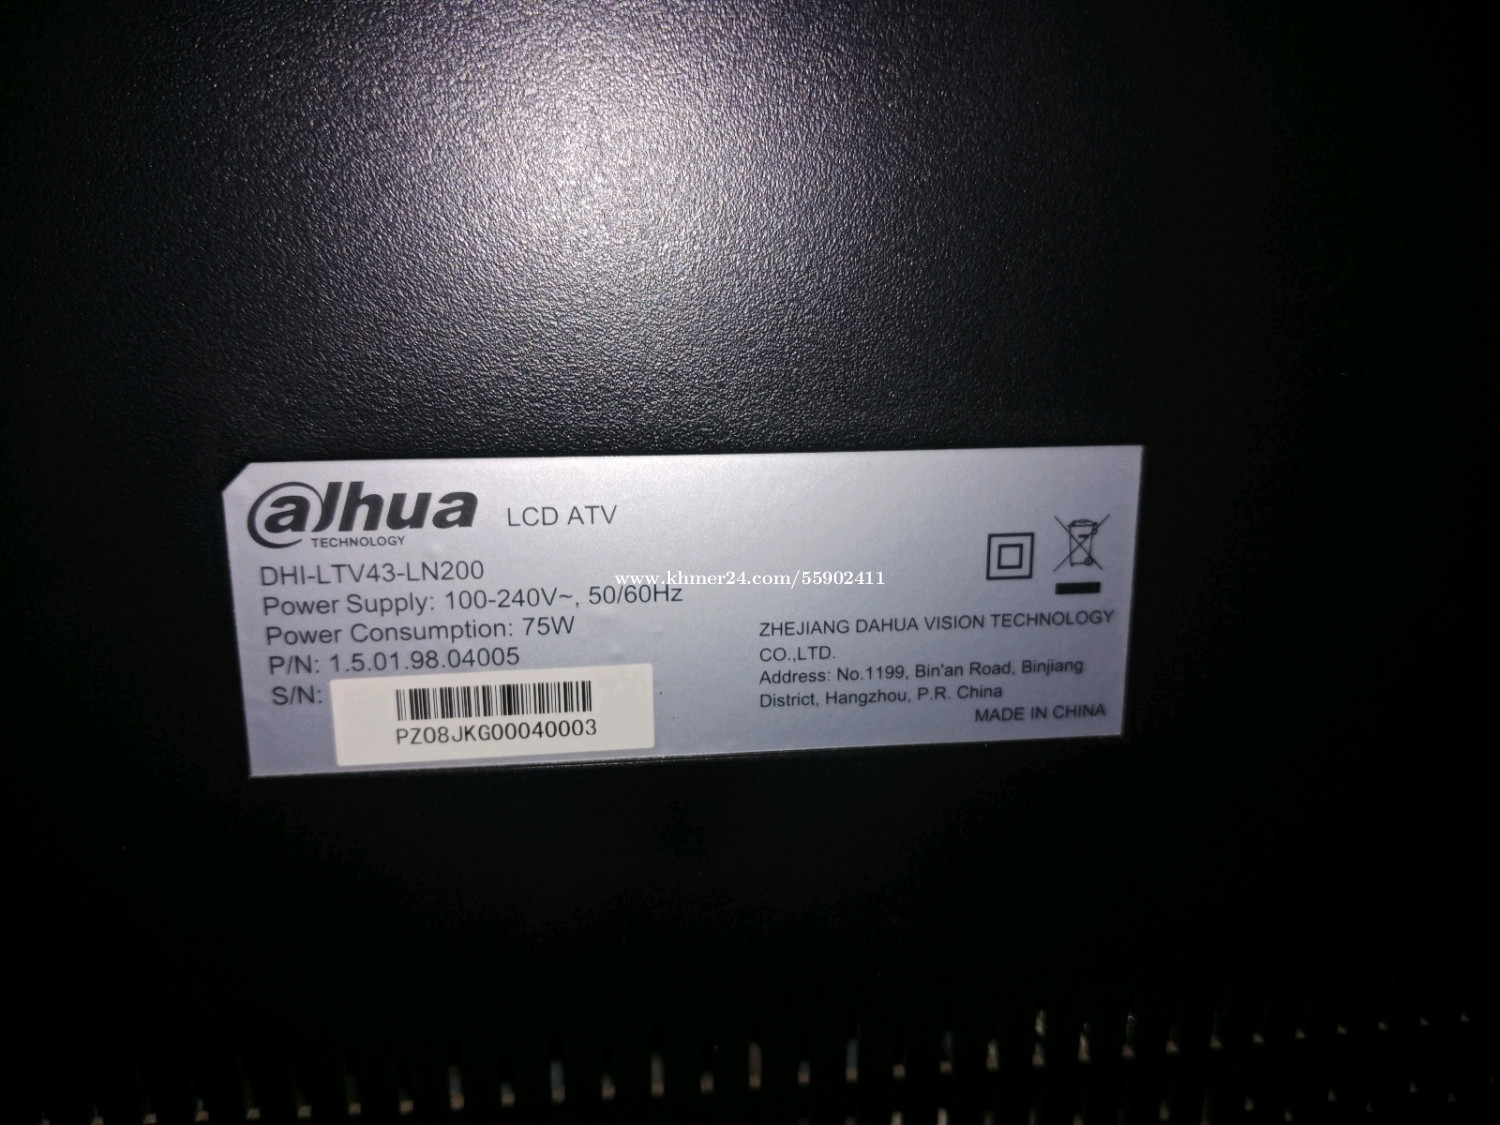 alhua
TECHNOLOGY
LCD ATV
DHI-LTV43-LN200
Power Supply: 100-240V~, 50/60Hz
Power Consumption: 75W
P/N: 1.5.01.98.04005
S/N:
PZ08JKG00040003
www.khmer24.com/55902411
ZHEJIANG DAHUA VISION TECHNOLOGY
CO.,LTD.
Address: No.1199, Bin'an Road, Binjiang
District, Hangzhou, P.R. China
MADE IN CHINA